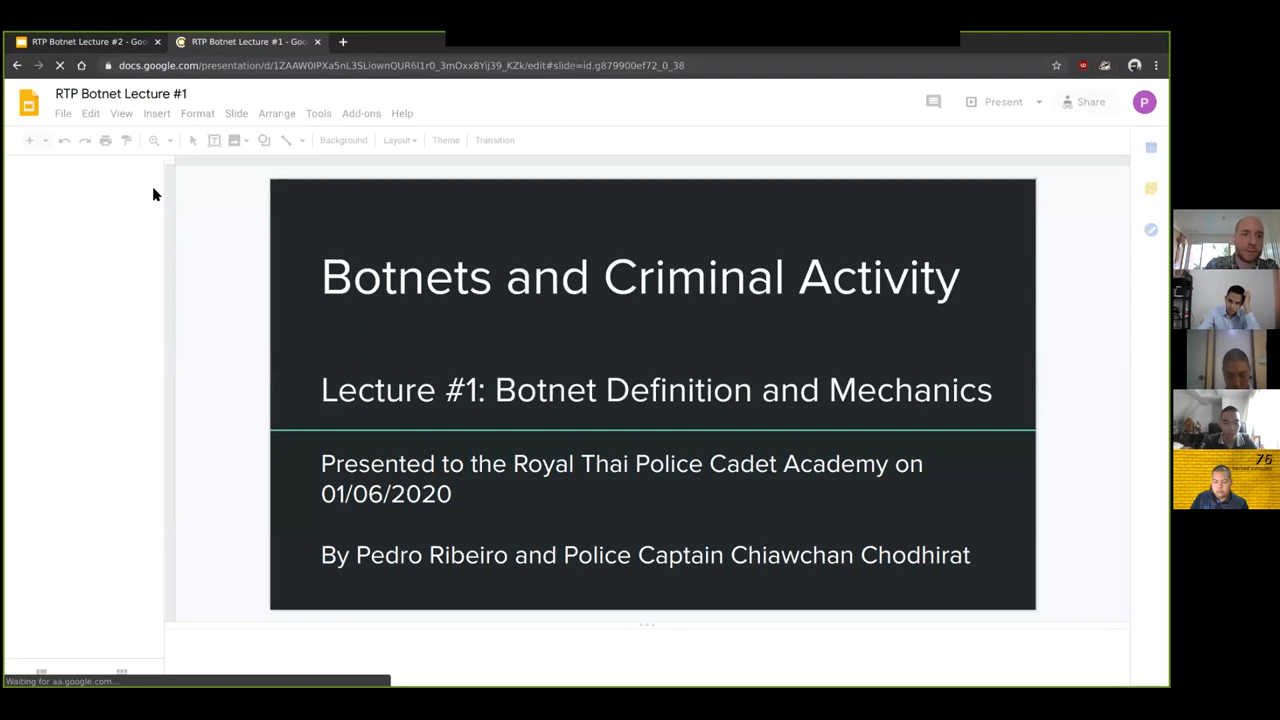 RTP Botnet Lecture #2 - Goo
RTP Botnet Lecture #1 - Goo
docs.google.com/presentation/d/1ZAAW0IPXa5nL3SLiownQUR6l1r0_3mOxx8Yij39_KZk/edit#slide=id.g879900ef72_0_38
RTP Botnet Lecture #1
File Edit View Insert Format Slide Arrange Tools Add-ons Help
Present
Share
P
Background Layout Theme Transition
Botnets and Criminal Activity
Lecture #1: Botnet Definition and Mechanics
Presented to the Royal Thai Police Cadet Academy on
01/06/2020
By Pedro Ribeiro and Police Captain Chiawchan Chodhirat
76
second company
Waiting for aa.google.com...